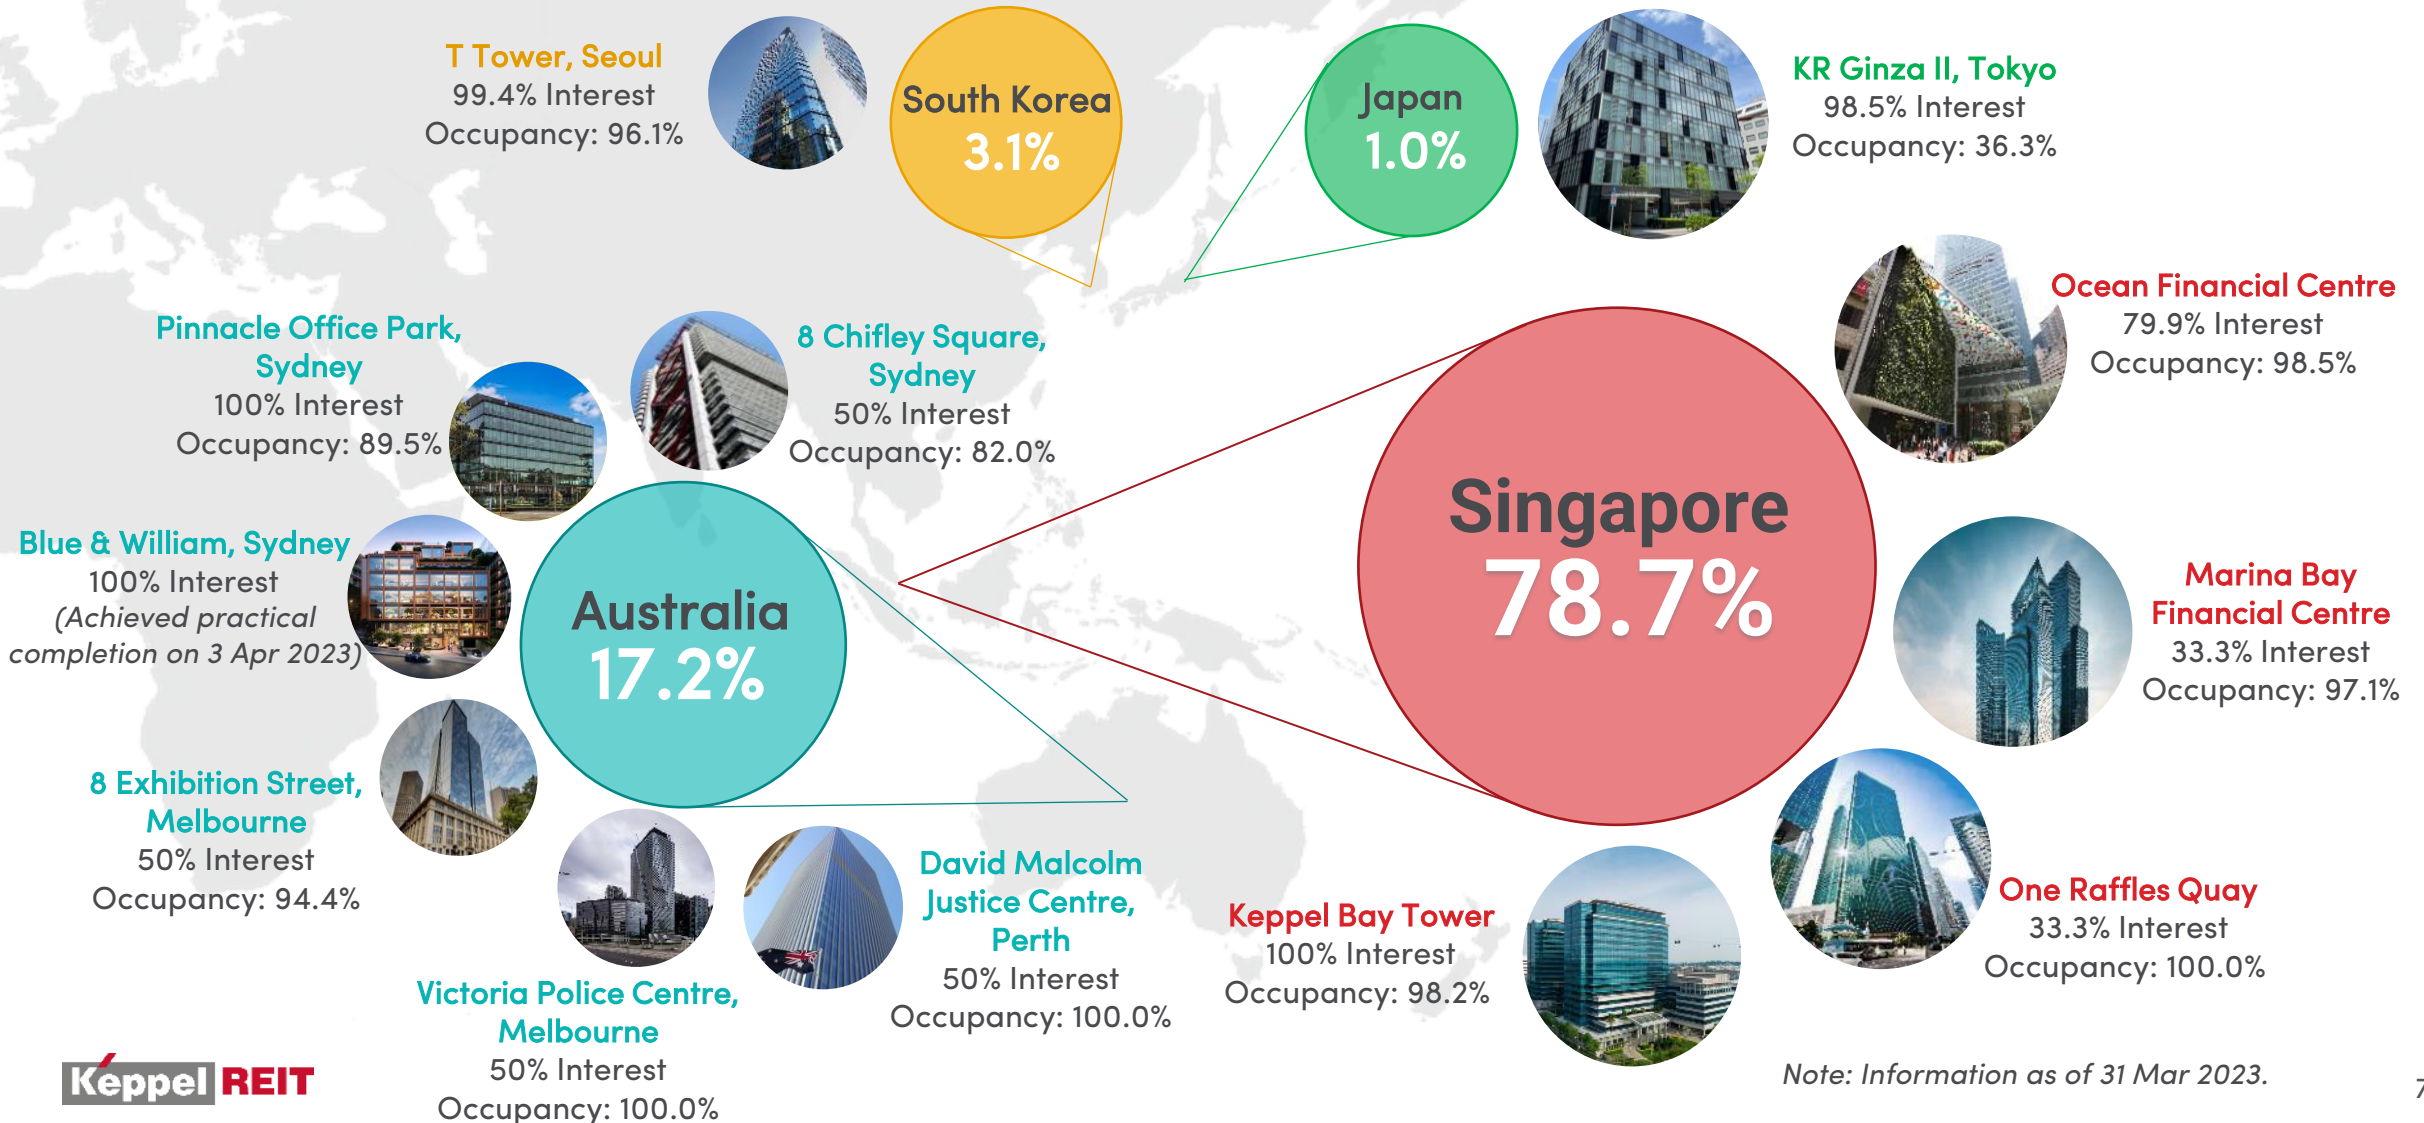 T Tower, Seoul
99.4% Interest
Occupancy: 96.1%
South Korea
3.1%
Japan
1.0%
KR Ginza II, Tokyo
98.5% Interest
Occupancy: 36.3%
Ocean Financial Centre
79.9% Interest
Occupancy: 98.5%
Pinnacle Office Park,
Sydney
100% Interest
Occupancy: 89.5%
8 Chifley Square,
Sydney
50% Interest
Occupancy: 82.0%
Singapore
78.7%
Blue & William, Sydney
100% Interest
(Achieved practical
completion on 3 Apr 2023)
Australia
17.2%
Marina Bay
Financial Centre
33.3% Interest
Occupancy: 97.1%
8 Exhibition Street,
Melbourne
50% Interest
Occupancy: 94.4%
David Malcolm
Justice Centre,
Perth
50% Interest
Occupancy: 100.0%
Keppel Bay Tower
100% Interest
Occupancy: 98.2%
One Raffles Quay
33.3% Interest
Occupancy: 100.0%
Victoria Police Centre,
Melbourne
50% Interest
Occupancy: 100.0%
Keppel REIT
Note: Information as of 31 Mar 2023.
7